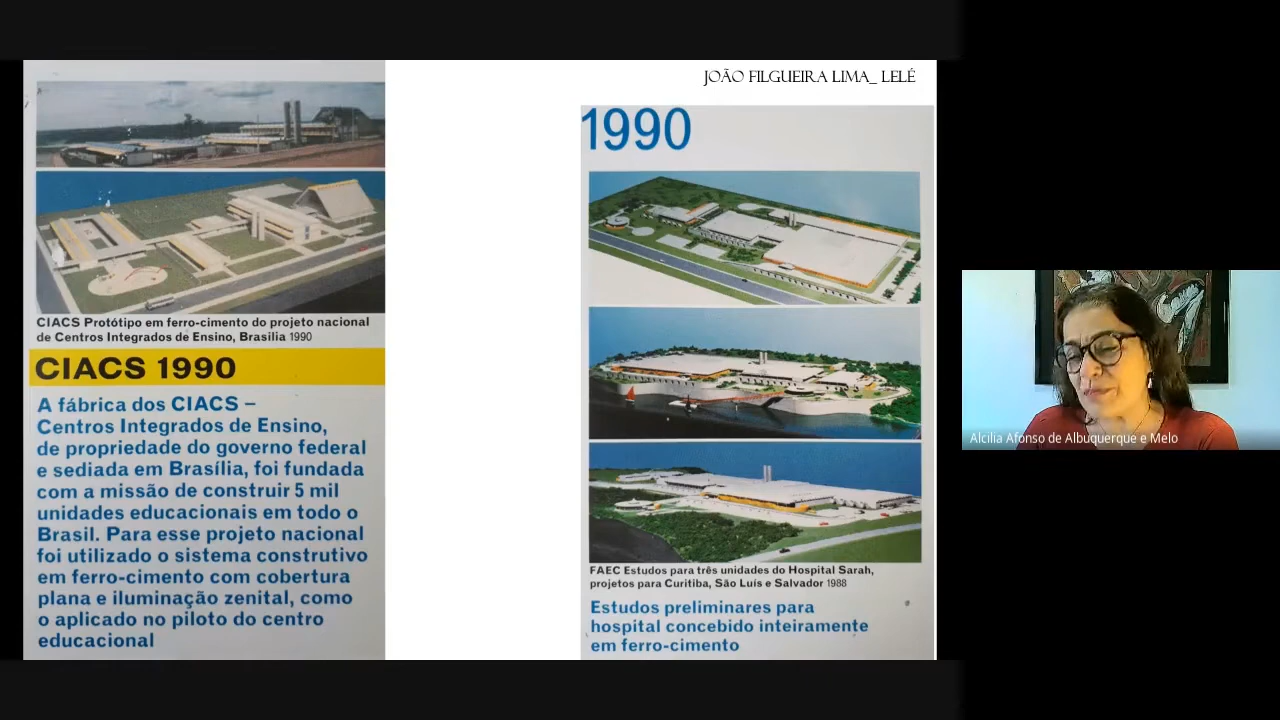 JOÃO FILGUEIRA LIMA_ LELÉ
CIACS Protótipo em ferro-cimento do projeto nacional
de Centros Integrados de Ensino, Brasilia 1990
CIACS 1990
A fábrica dos CIACS –
Centros Integrados de Ensino,
de propriedade do governo federal
e sediada em Brasília, foi fundada
com a missão de construir 5 mil
unidades educacionais em todo o
Brasil. Para esse projeto nacional
foi utilizado o sistema construtivo
em ferro-cimento com cobertura
plana e iluminação zenital, como
o aplicado no piloto do centro
educacional
1990
FAEC Estudos para três unidades do Hospital Sarah,
projetos para Curitiba, São Luís e Salvador 1988
Estudos preliminares para
hospital concebido inteiramente
em ferro-cimento
Alcilia Afonso de Albuquerque e Melo